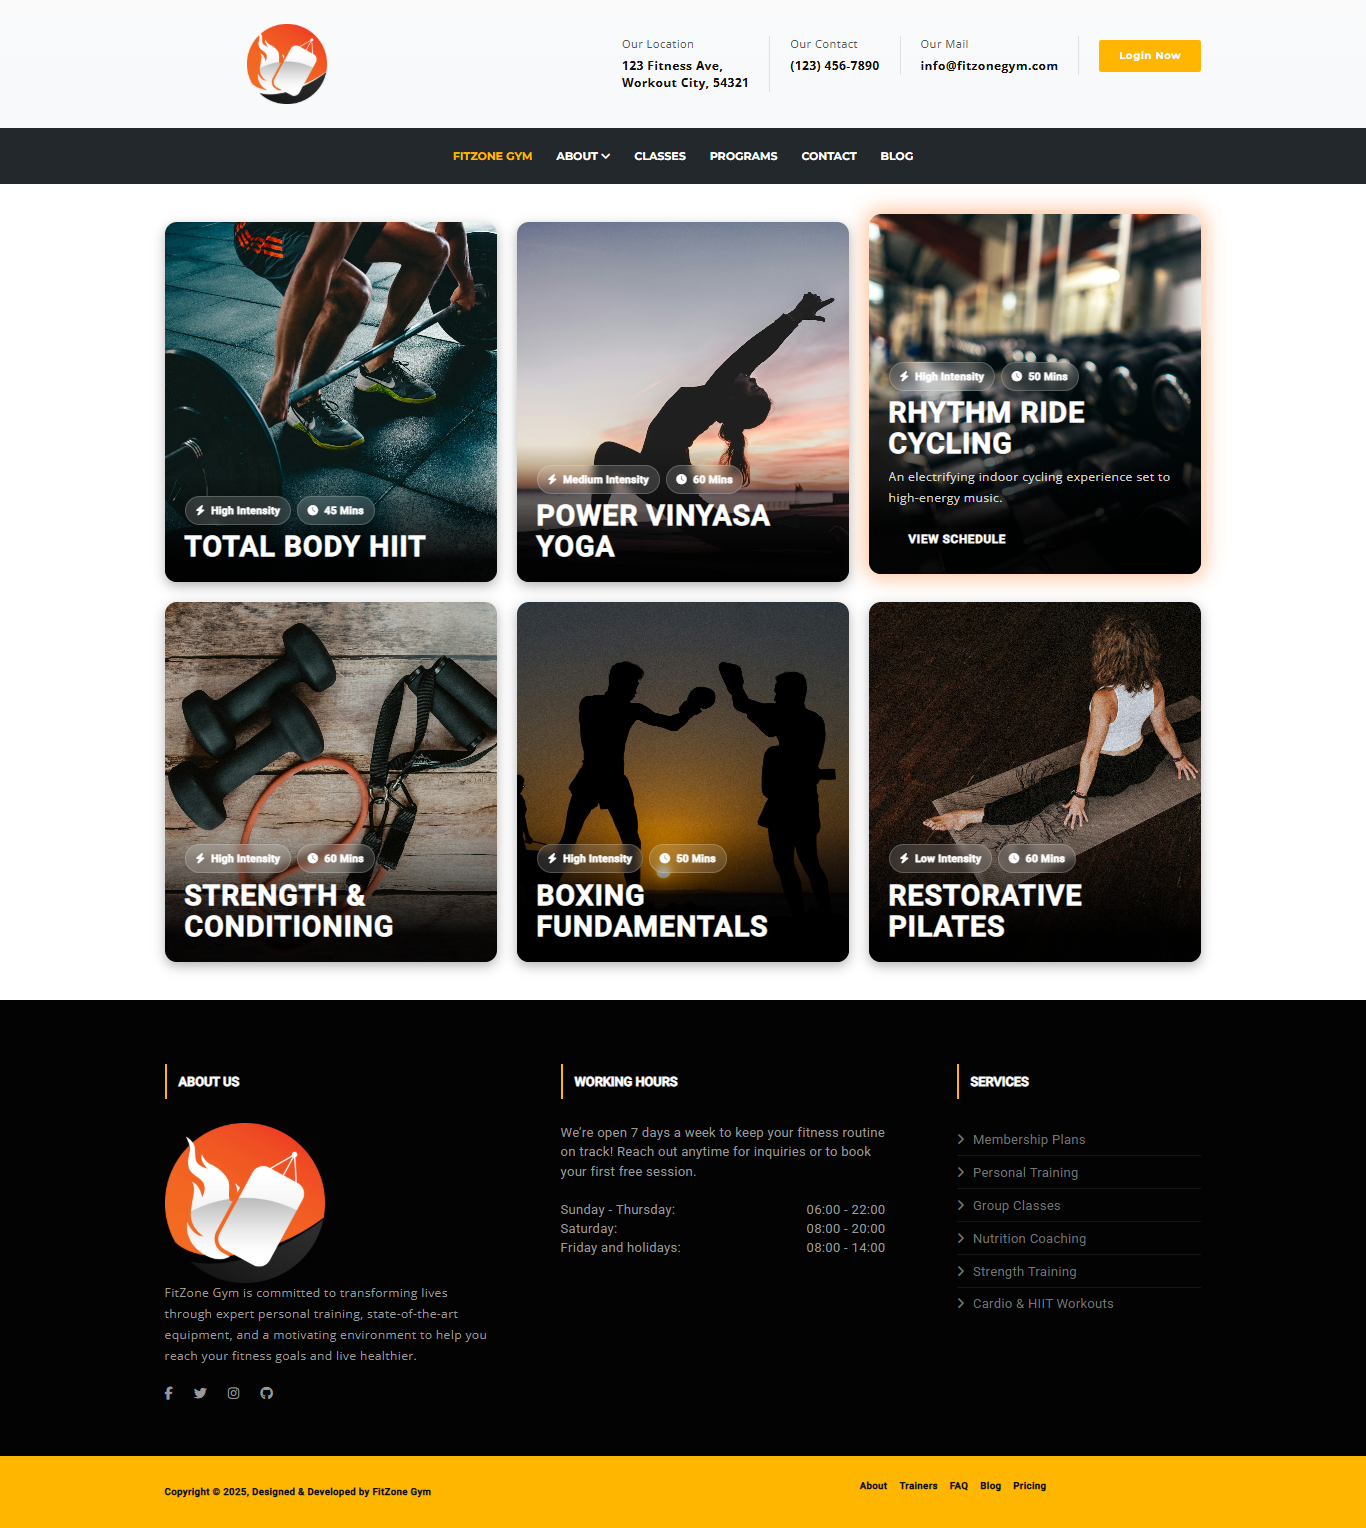 Our Location
123 Fitness Ave,
Workout City, 54321
Our Contact
(123) 456-7890
Our Mail
info@fitzonegym.com
Login Now
FITZONE GYM
ABOUT
CLASSES
PROGRAMS
CONTACT
BLOG
High Intensity
45 Mins
TOTAL BODY HIIT
Medium Intensity
60 Mins
POWER VINYASA
YOGA
High Intensity
50 Mins
RHYTHM RIDE
CYCLING
An electrifying indoor cycling experience set to
high-energy music.
VIEW SCHEDULE
High Intensity
60 Mins
STRENGTH &
CONDITIONING
High Intensity
50 Mins
BOXING
FUNDAMENTALS
Low Intensity
60 Mins
RESTORATIVE
PILATES
ABOUT US
FitZone Gym is committed to transforming lives
through expert personal training, state-of-the-art
equipment, and a motivating environment to help you
reach your fitness goals and live healthier.
WORKING HOURS
We're open 7 days a week to keep your fitness routine
on track! Reach out anytime for inquiries or to book
your first free session.
Sunday - Thursday: 06:00 - 22:00
Saturday: 08:00 - 20:00
Friday and holidays: 08:00 - 14:00
SERVICES
Membership Plans
Personal Training
Group Classes
Nutrition Coaching
Strength Training
Cardio & HIIT Workouts
Copyright © 2025, Designed & Developed by FitZone Gym
About Trainers FAQ Blog Pricing